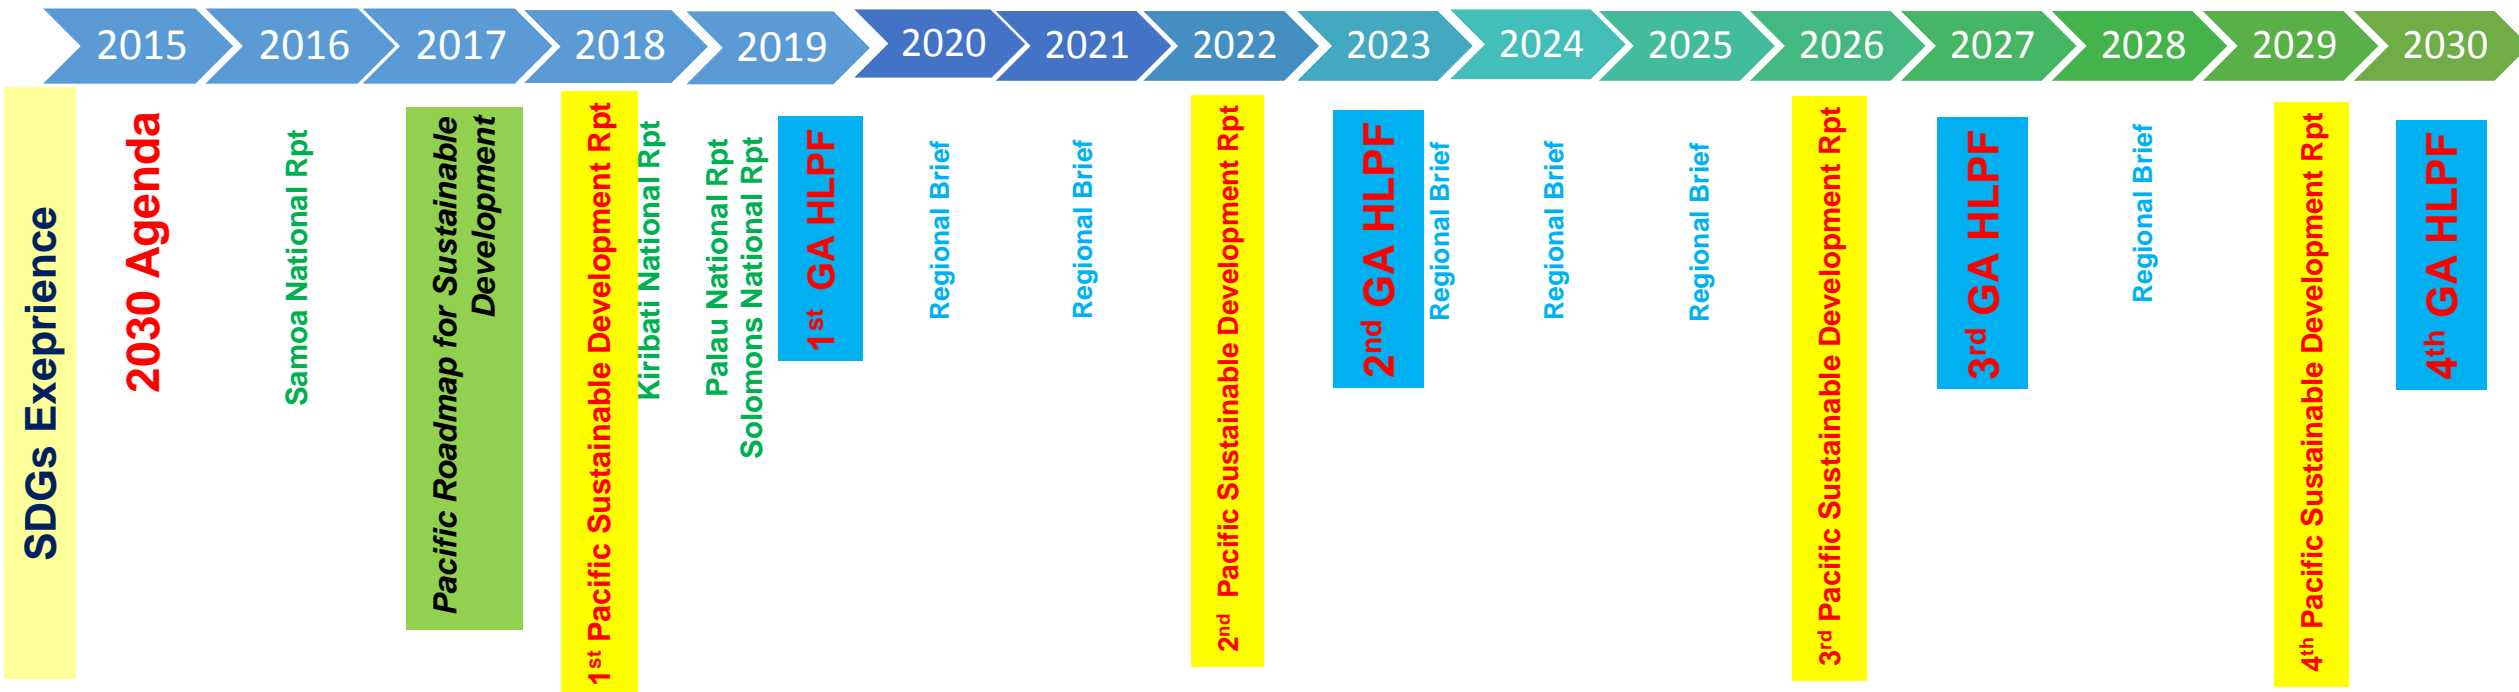 2015
2016
2017
2018
2019
2020
2021
2022
2023
2024
2025
2026
2027
2028
2029
2030
SDGs Exeprience
2030 Agenda
Samoa National Rpt
Pacific Roadmap for Sustainable
Development
1st Pacific Sustainable Development Rpt
Kiribati National Rpt
Palau National Rpt
Solomons National Rpt
1st GA HLPF
Regional Brief
Regional Brief
2nd Pacific Sustainable Development Rpt
2nd GA HLPF
Regional Brief
Regional Brief
Regional Brief
3rd Pacific Sustainable Development Rpt
3rd GA HLPF
Regional Brief
4th Pacific Sustainable Development Rpt
4th GA HLPF